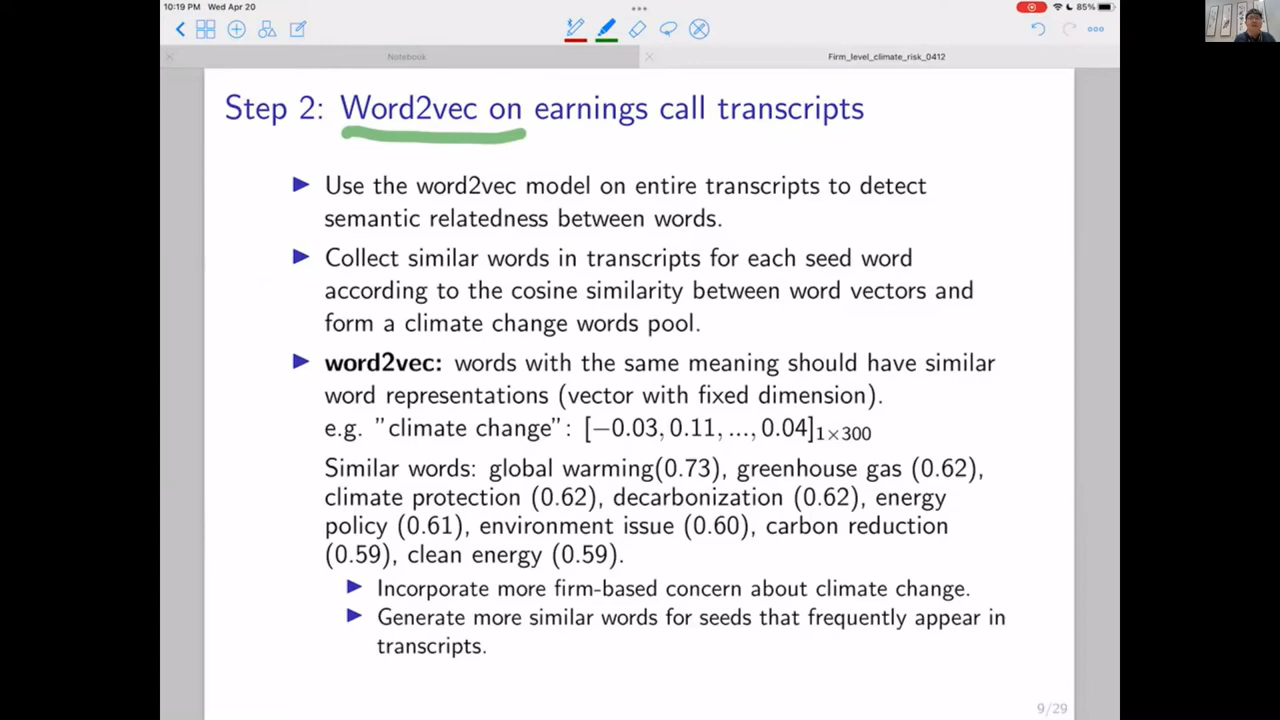 10:19 PM Wed Apr 20
85%
Notebook
Firm_level_climate_risk_0412
Step 2: Word2vec on earnings call transcripts
Use the word2vec model on entire transcripts to detect
semantic relatedness between words.
Collect similar words in transcripts for each seed word
according to the cosine similarity between word vectors and
form a climate change words pool.
word2vec: words with the same meaning should have similar
word representations (vector with fixed dimension).
e.g. "climate change": [−0.03, 0.11, ..., 0.04]1×300
Similar words: global warming(0.73), greenhouse gas (0.62),
climate protection (0.62), decarbonization (0.62), energy
policy (0.61), environment issue (0.60), carbon reduction
(0.59), clean energy (0.59).
Incorporate more firm-based concern about climate change.
Generate more similar words for seeds that frequently appear in
transcripts.
9/29